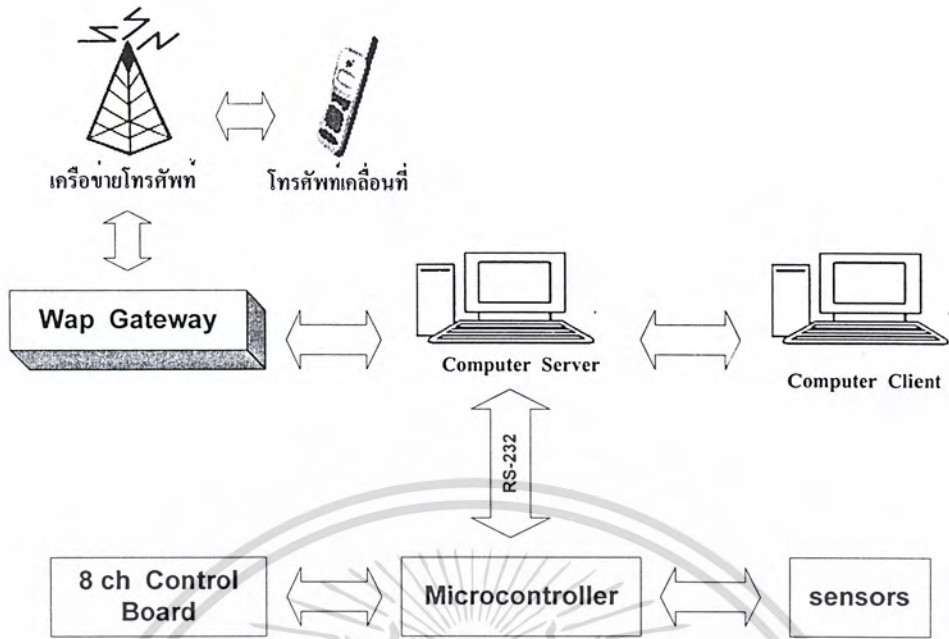 เครือข่ายโทรศัพท์
โทรศัพท์เคลื่อนที่
Wap Gateway
Computer Server
Computer Client
RS-232
8 ch Control
Board
Microcontroller
sensors